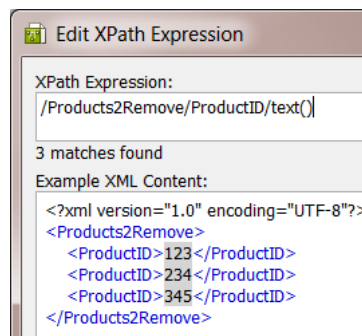 Edit XPath Expression
XPath Expression:
/Products2Remove/ProductID/text()
3 matches found
Example XML Content:
<?xml version="1.0" encoding="UTF-8"?>
<Products2Remove>
<ProductID>123</ProductID>
<ProductID>234</ProductID>
<ProductID>345</ProductID>
</Products2Remove>